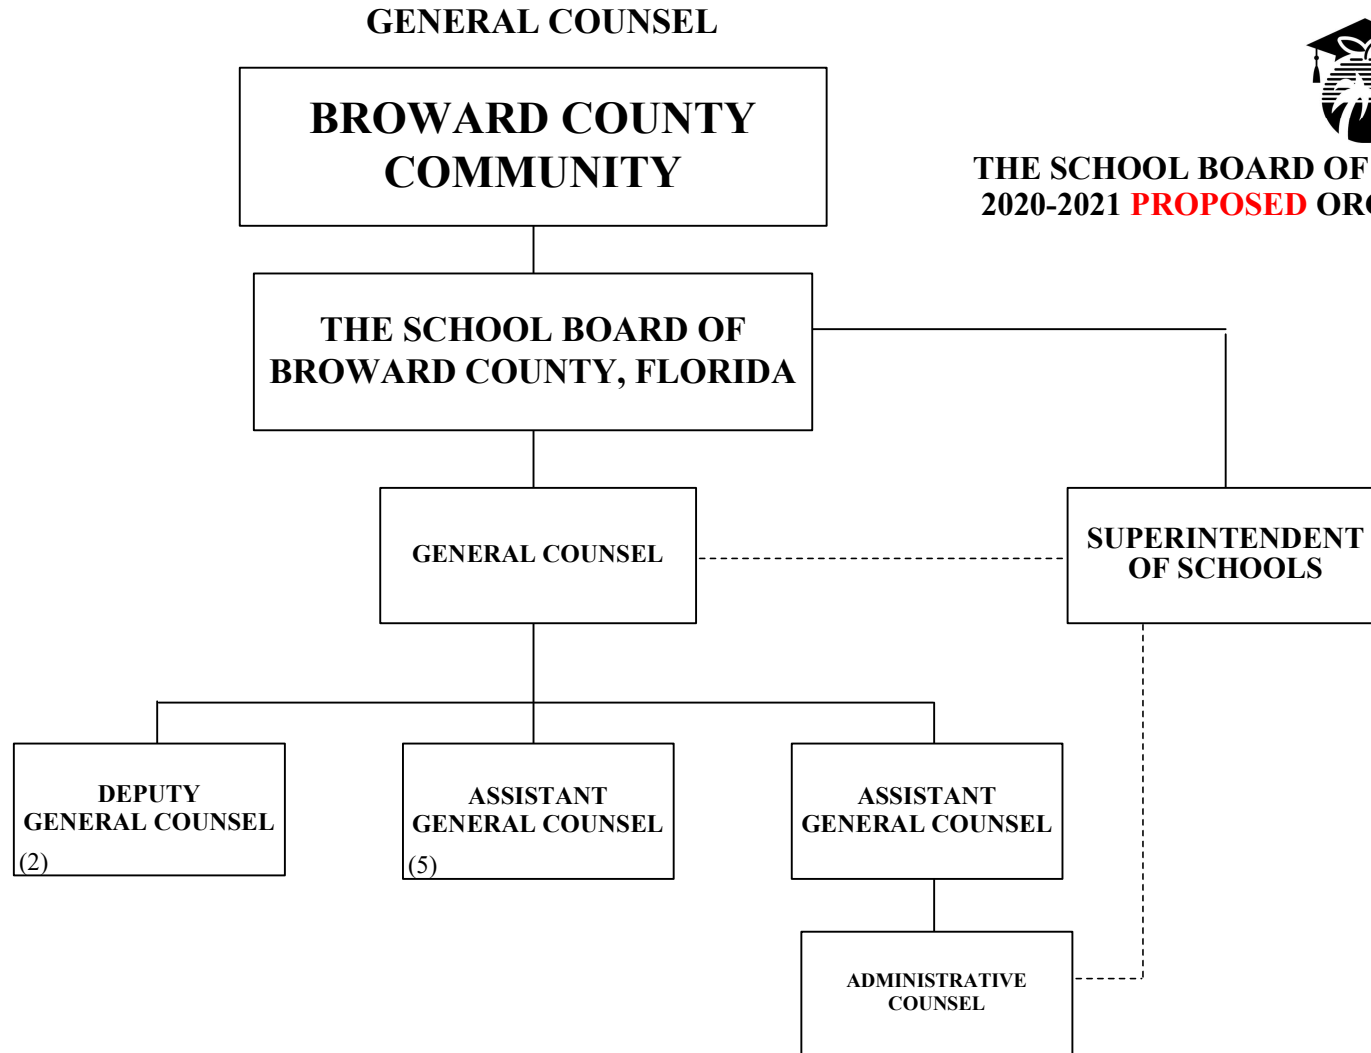 GENERAL COUNSEL
BROWARD COUNTY
COMMUNITY
THE SCHOOL BOARD OF
2020-2021 PROPOSED
THE SCHOOL BOARD OF
BROWARD COUNTY, FLORIDA
GENERAL COUNSEL
SUPERINTENDENT
OF SCHOOLS
DEPUTY
GENERAL COUNSEL
(2)
ASSISTANT
GENERAL COUNSEL
(5)
ASSISTANT
GENERAL COUNSEL
ADMINISTRATIVE
COUNSEL